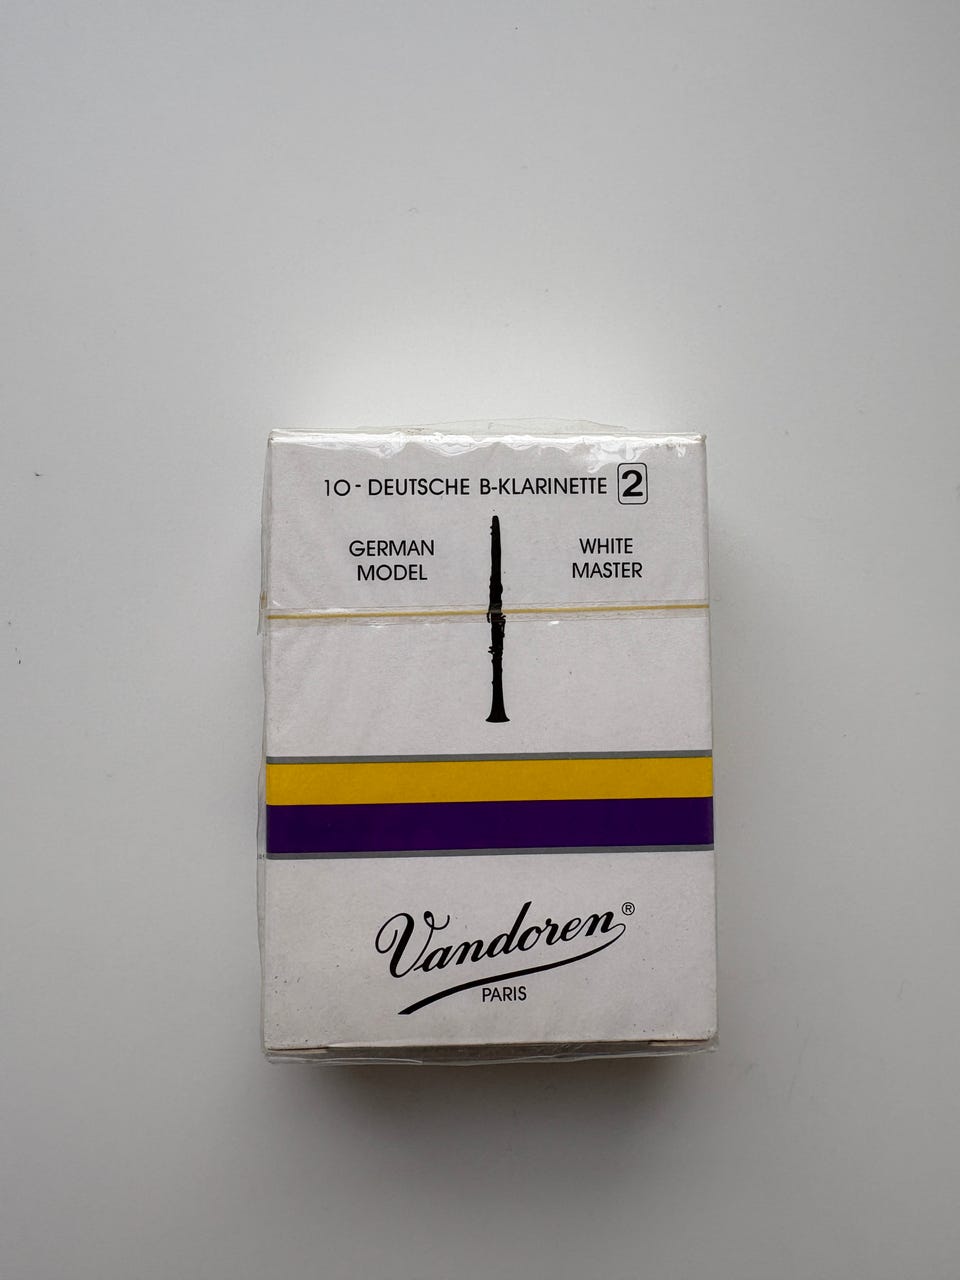 10 - DEUTSCHE B-KLARINETTE 2
GERMAN
MODEL
WHITE
MASTER
Vandoren®
PARIS